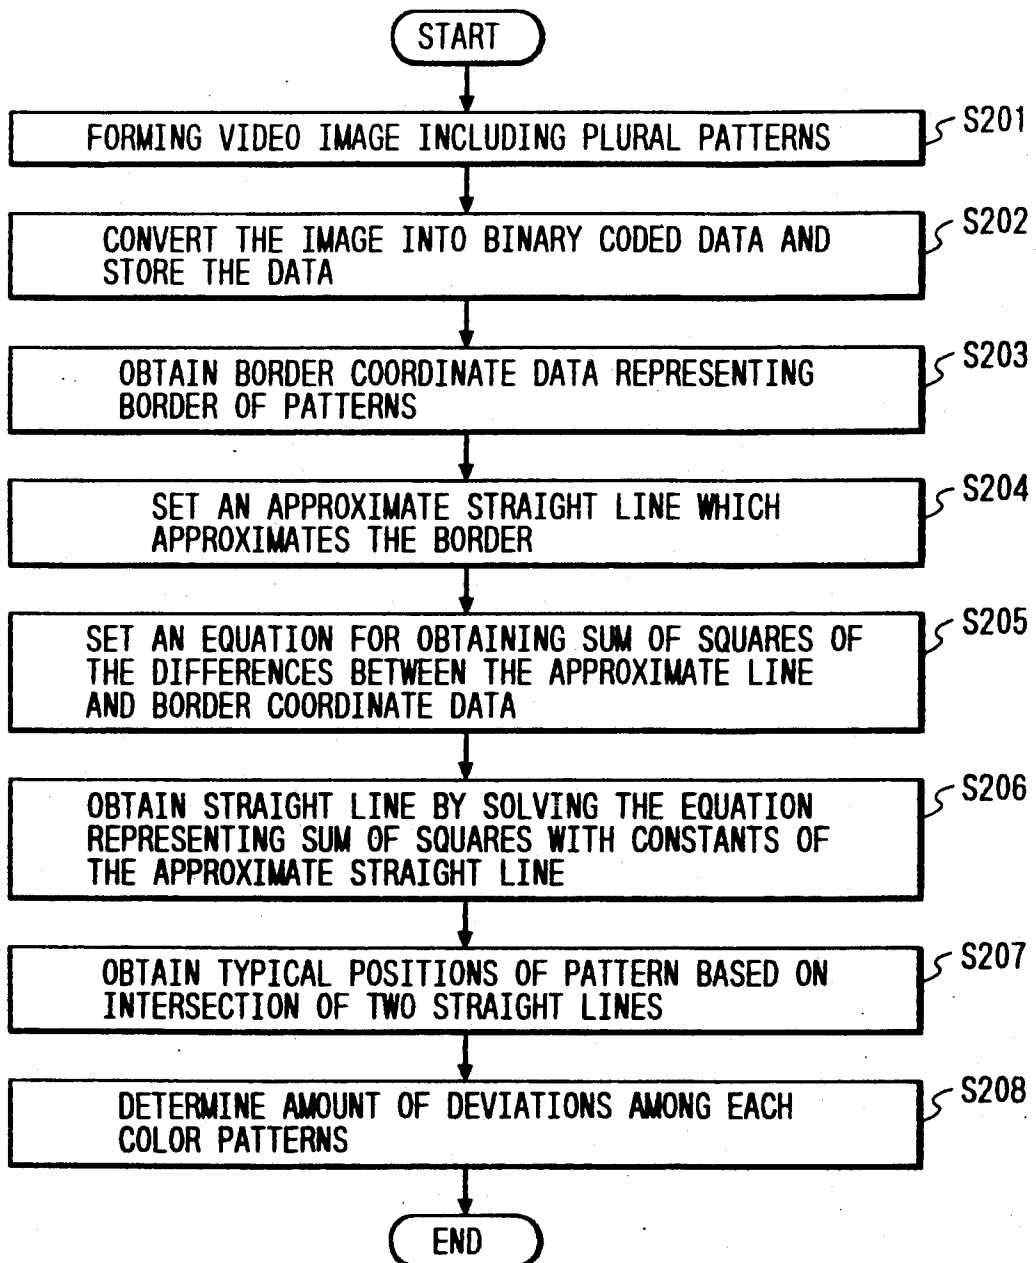 START
FORMING VIDEO IMAGE INCLUDING PLURAL PATTERNS
S201
CONVERT THE IMAGE INTO BINARY CODED DATA AND
STORE THE DATA
S202
OBTAIN BORDER COORDINATE DATA REPRESENTING
BORDER OF PATTERNS
S203
SET AN APPROXIMATE STRAIGHT LINE WHICH
APPROXIMATES THE BORDER
S204
SET AN EQUATION FOR OBTAINING SUM OF SQUARES OF
THE DIFFERENCES BETWEEN THE APPROXIMATE LINE
AND BORDER COORDINATE DATA
S205
OBTAIN STRAIGHT LINE BY SOLVING THE EQUATION
REPRESENTING SUM OF SQUARES WITH CONSTANTS OF
THE APPROXIMATE STRAIGHT LINE
S206
OBTAIN TYPICAL POSITIONS OF PATTERN BASED ON
INTERSECTION OF TWO STRAIGHT LINES
S207
DETERMINE AMOUNT OF DEVIATIONS AMONG EACH
COLOR PATTERNS
S208
END